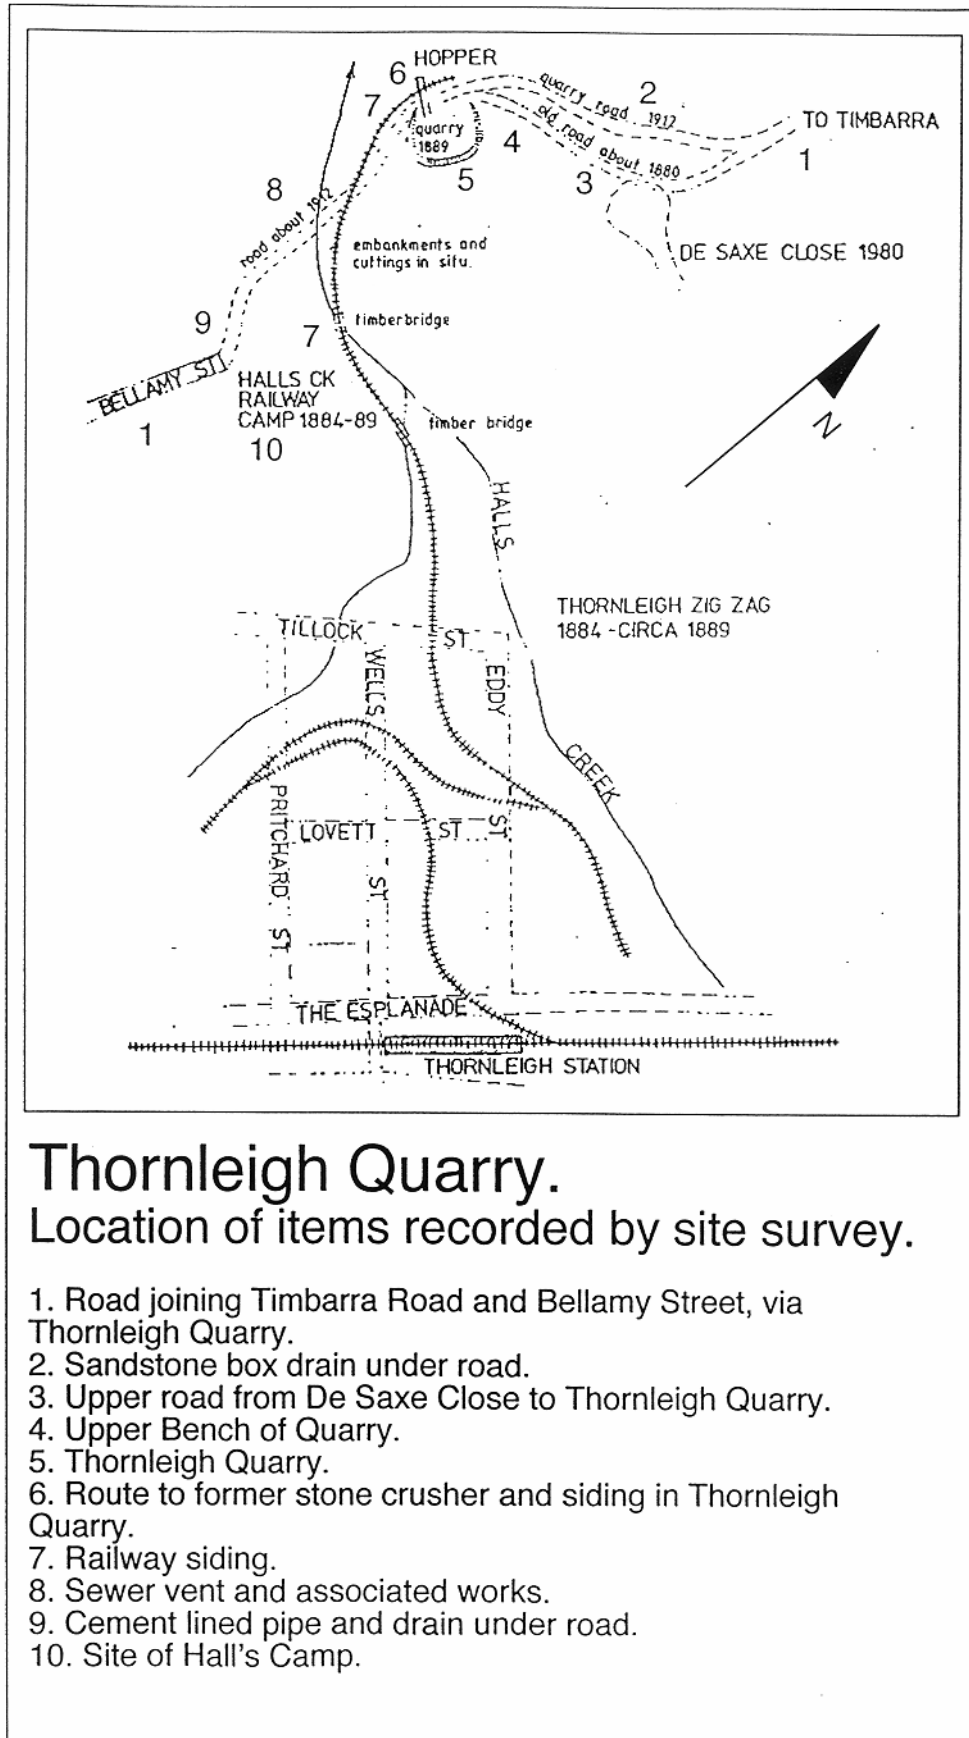 HOPPER
6
7
quarry road 1912
2
TO TIMBARRA
1
quarry
1889
old road about 1880
4
3
5
8
road about 1912
embankments and
cuttings in situ.
DE SAXE CLOSE 1980
9
7
timberbridge
BELLAMY ST
1
HALLS CK
RAILWAY
CAMP 1884-89
10
timber bridge
N
HALLS
CREEK
THORNLEIGH ZIG ZAG
1884 -CIRCA 1889
TILLOCK ST
WELLS ST
EDDY ST
PRITCHARD ST
LOVETT ST
THE ESPLANADE
THORNLEIGH STATION
Thornleigh Quarry.
Location of items recorded by site survey.
1. Road joining Timbarra Road and Bellamy Street, via
Thornleigh Quarry.
2. Sandstone box drain under road.
3. Upper road from De Saxe Close to Thornleigh Quarry.
4. Upper Bench of Quarry.
5. Thornleigh Quarry.
6. Route to former stone crusher and siding in Thornleigh
Quarry.
7. Railway siding.
8. Sewer vent and associated works.
9. Cement lined pipe and drain under road.
10. Site of Hall's Camp.